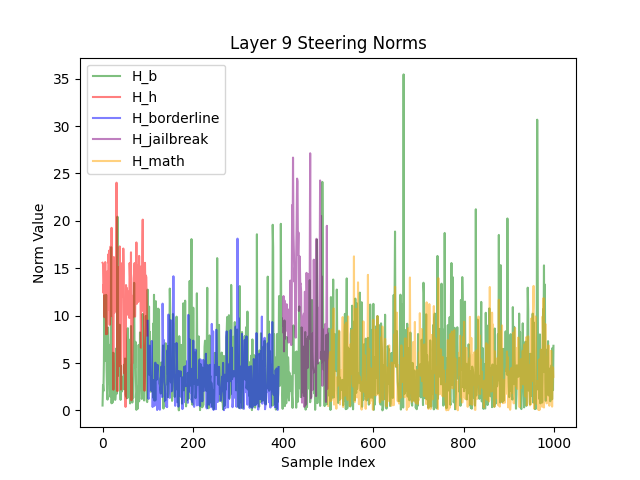 Layer 9 Steering Norms
H_b
H_h
H_borderline
H_jailbreak
H_math
Norm Value
35
30
25
20
15
10
5
0
0 200 400 600 800 1000
Sample Index